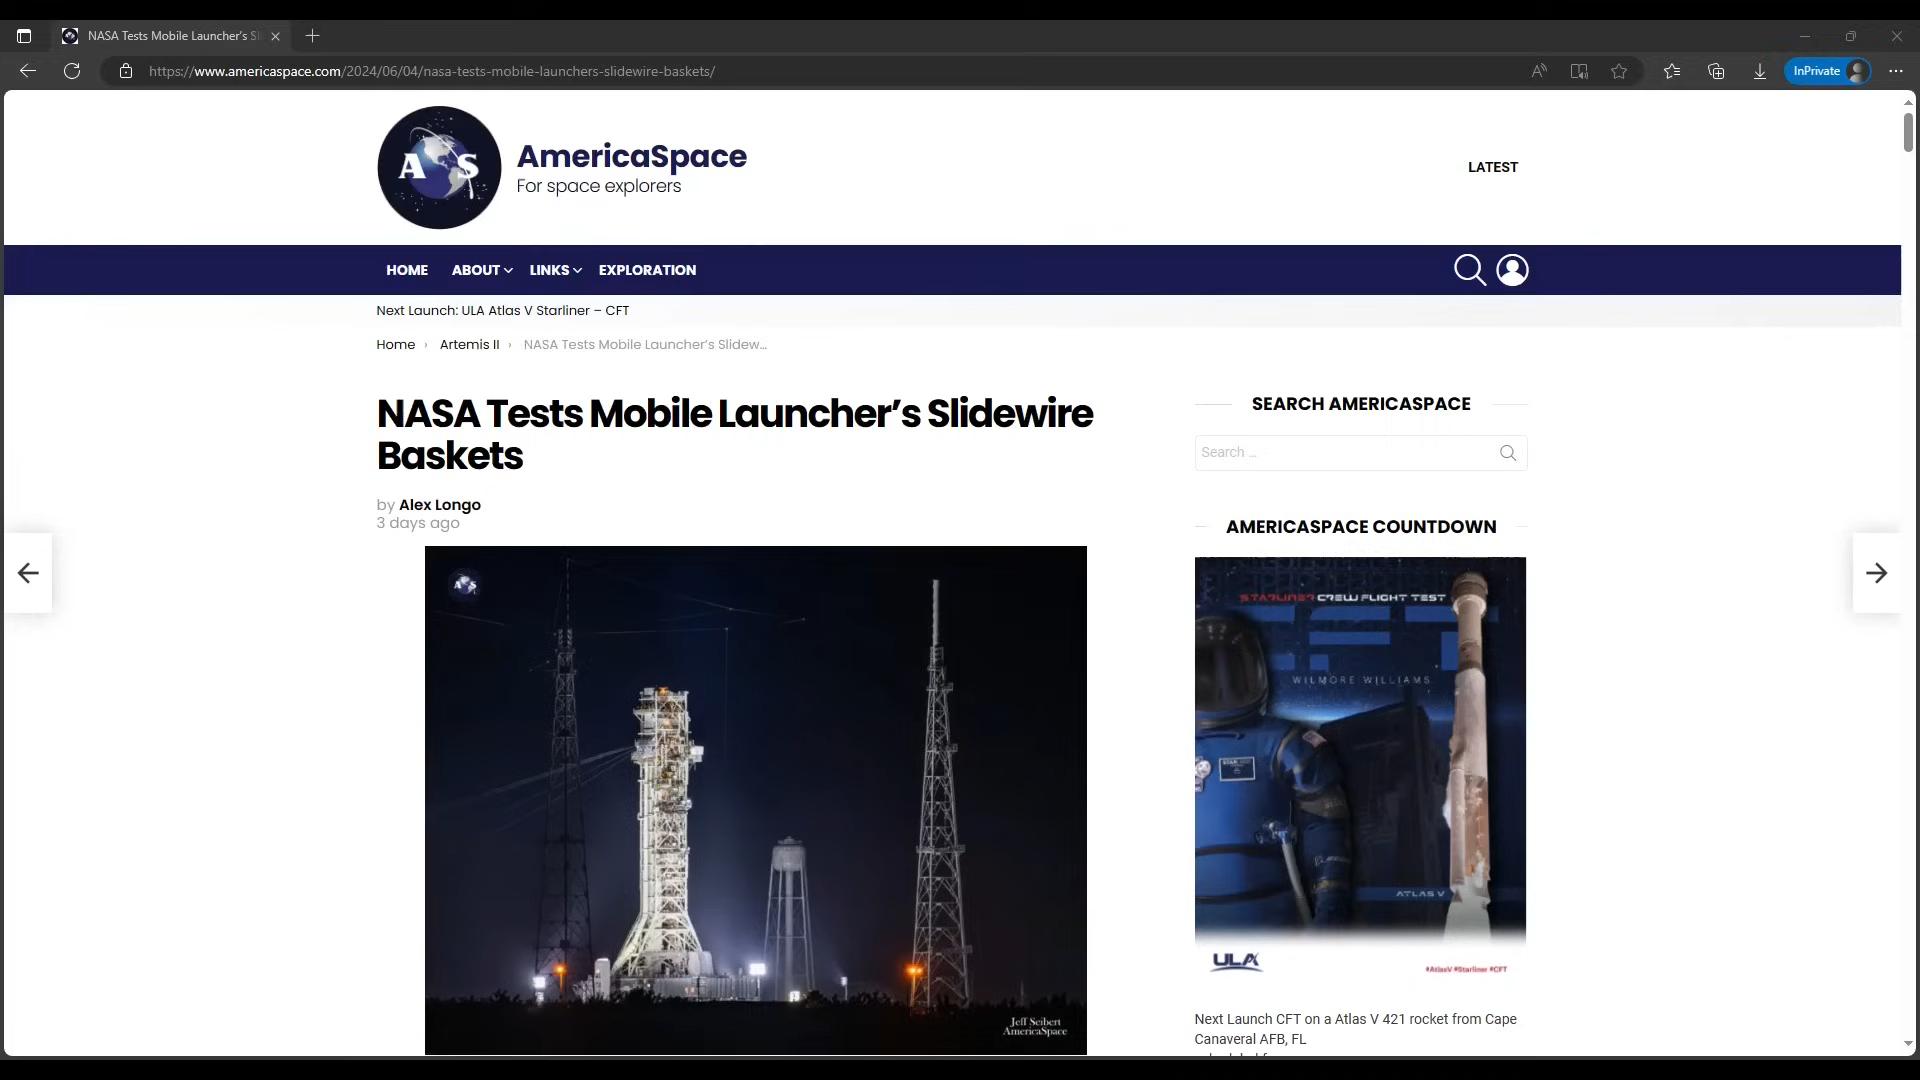 NASA Tests Mobile Launcher's Sl
https://www.americaspace.com/2024/06/04/nasa-tests-mobile-launchers-slidewire-baskets/
InPrivate
A S
AmericaSpace
For space explorers
LATEST
HOME ABOUT LINKS EXPLORATION
Next Launch: ULA Atlas V Starliner – CFT
Home › Artemis II › NASA Tests Mobile Launcher's Slidew...
NASA Tests Mobile Launcher's Slidewire
Baskets
by Alex Longo
3 days ago
A S
Jeff Seibert
AmericaSpace
SEARCH AMERICASPACE
Search …
AMERICASPACE COUNTDOWN
STARLINER CREW FLIGHT TEST
CFT
WILMORE WILLIAMS
ATLAS V
ULA
#AtlasV #Starliner #CFT
Next Launch CFT on a Atlas V 421 rocket from Cape
Canaveral AFB, FL